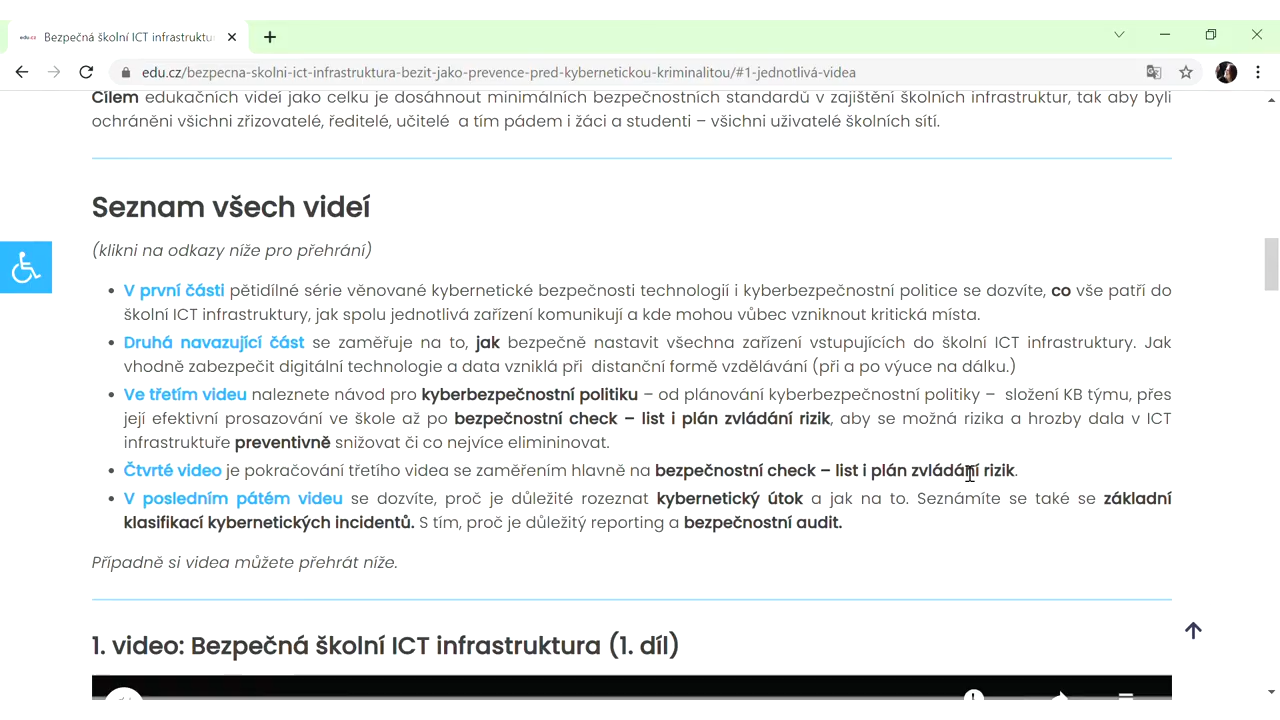 edu.cz Bezpečná školní ICT infrastruktu
edu.cz/bezpecna-skolni-ict-infrastruktura-bezit-jako-prevence-pred-kybernetickou-kriminalitou/#1-jednotlivá-videa
Cílem edukačních videí jako celku je dosáhnout minimálních bezpečnostních standardů v zajištění školních infrastruktur, tak aby byli
ochráněni všichni zřizovatelé, ředitelé, učitelé a tím pádem i žáci a studenti – všichni uživatelé školních sítí.
Seznam všech videí
(klikni na odkazy níže pro přehrání)
• V první části pětidílné série věnované kybernetické bezpečnosti technologií i kyberbezpečnostní politice se dozvíte, co vše patří do
školní ICT infrastruktury, jak spolu jednotlivá zařízení komunikují a kde mohou vůbec vzniknout kritická místa.
• Druhá navazující část se zaměřuje na to, jak bezpečně nastavit všechna zařízení vstupujících do školní ICT infrastruktury. Jak
vhodně zabezpečit digitální technologie a data vzniklá při distanční formě vzdělávání (při a po výuce na dálku.)
• Ve třetím videu naleznete návod pro kyberbezpečnostní politiku – od plánování kyberbezpečnostní politiky – složení KB týmu, přes
její efektivní prosazování ve škole až po bezpečnostní check – list i plán zvládání rizik, aby se možná rizika a hrozby dala v ICT
infrastruktuře preventivně snižovat či co nejvíce elimininovat.
• Čtvrté video je pokračování třetího videa se zaměřením hlavně na bezpečnostní check – list i plán zvládání rizik.
• V posledním pátém videu se dozvíte, proč je důležité rozeznat kybernetický útok a jak na to. Seznámíte se také se základní
klasifikací kybernetických incidentů. S tím, proč je důležitý reporting a bezpečnostní audit.
Případně si videa můžete přehrát níže.
1. video: Bezpečná školní ICT infrastruktura (1. díl)